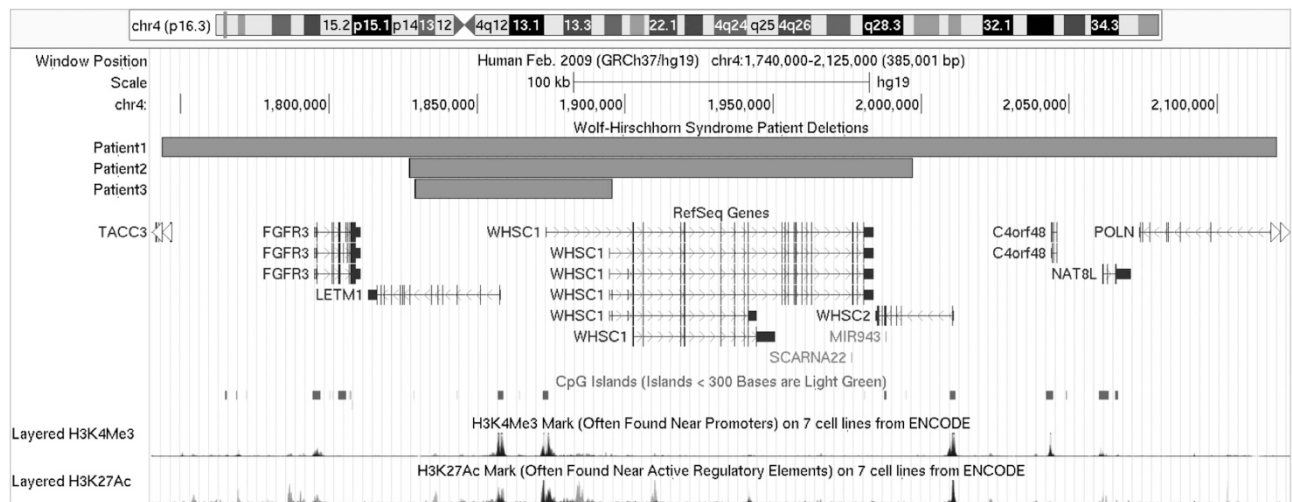 chr4 (p16.3) 15.2 p15.1 p14 13 12 4q12 13.1 13.3 22.1 4q24 q25 4q26 q28.3 32.1 34.3
Window Position Human Feb. 2009 (GRCh37/hg19) chr4:1,740,000-2,125,000 (385,001 bp)
Scale 100 kb hg19
chr4: 1,800,000 1,850,000 1,900,000 1,950,000 2,000,000 2,050,000 2,100,000
Wolf-Hirschhorn Syndrome Patient Deletions
Patient1
Patient2
Patient3
RefSeq Genes
TACC3 FGFR3 WHSC1 C4orf48 POLN
FGFR3 WHSC1 C4orf48
FGFR3 WHSC1 NAT8L
LETM1 WHSC1
WHSC1 WHSC2
WHSC1 MIR943
SCARNA22
CpG Islands (Islands < 300 Bases are Light Green)
H3K4Me3 Mark (Often Found Near Promoters) on 7 cell lines from ENCODE
Layered H3K4Me3
H3K27Ac Mark (Often Found Near Active Regulatory Elements) on 7 cell lines from ENCODE
Layered H3K27Ac